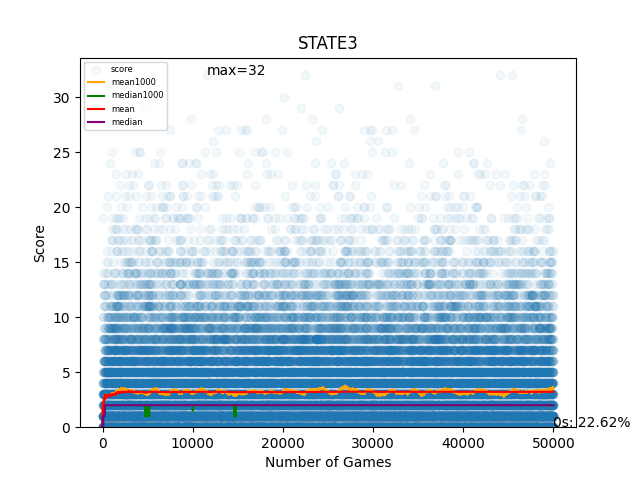 STATE3
score
mean1000
median1000
mean
median
max=32
30
25
20
15
10
5
0
Score
0s: 22.62%
0 10000 20000 30000 40000 50000
Number of Games